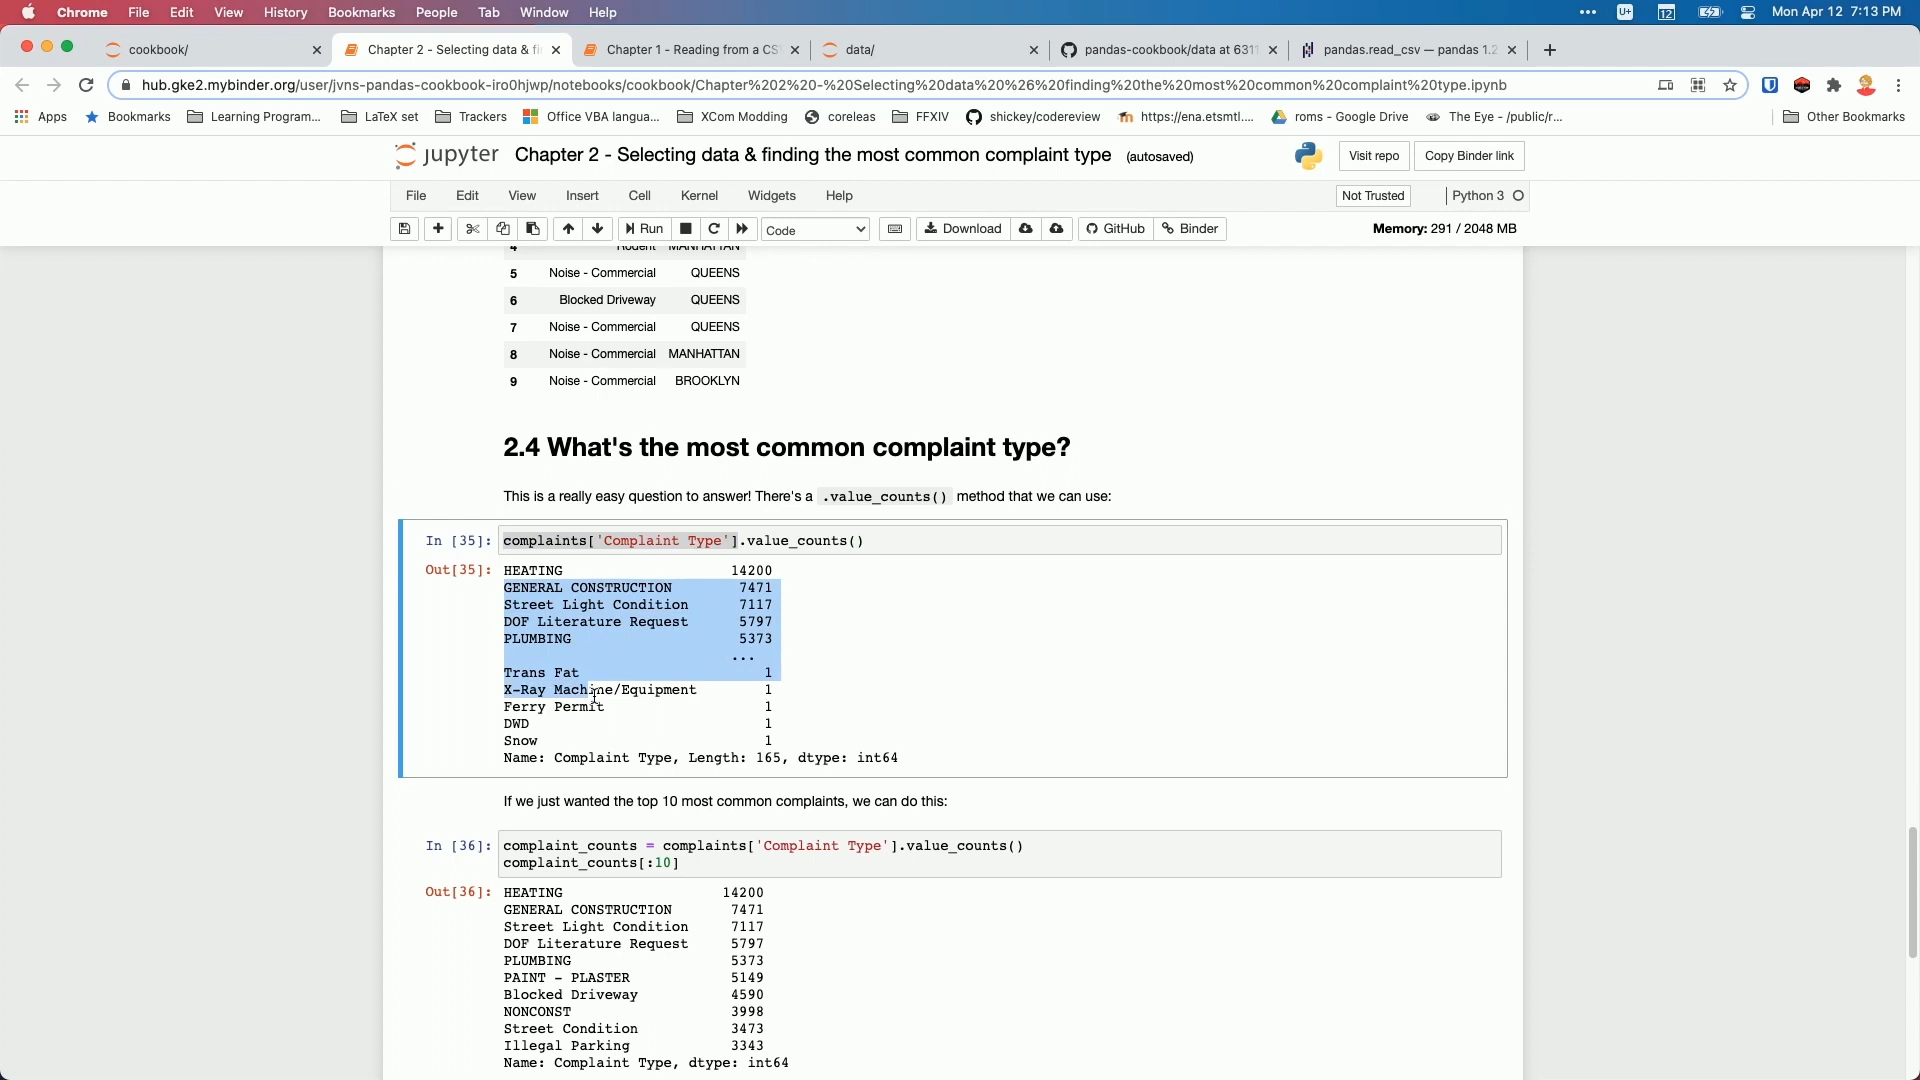 Chrome File Edit View History Bookmarks People Tab Window Help
U+ 12 Mon Apr 12 7:13 PM
cookbook/ Chapter 2 - Selecting data & fi Chapter 1 - Reading from a CS data/ pandas-cookbook/data at 6311 pandas.read_csv — pandas 1.2
hub.gke2.mybinder.org/user/jvns-pandas-cookbook-iro0hjwp/notebooks/cookbook/Chapter%202%20-%20Selecting%20data%20%26%20finding%20the%20most%20common%20complaint%20type.ipynb
Apps Bookmarks Learning Program... LaTeX set Trackers Office VBA langua... XCom Modding coreleas FFXIV shickey/codereview https://ena.etsmtl.... roms - Google Drive The Eye - /public/r... Other Bookmarks
jupyter Chapter 2 - Selecting data & finding the most common complaint type (autosaved) Visit repo Copy Binder link
File Edit View Insert Cell Kernel Widgets Help Not Trusted Python 3
Run Code Download GitHub Binder Memory: 291 / 2048 MB
4 Rodent MANHATTAN
5 Noise - Commercial QUEENS
6 Blocked Driveway QUEENS
7 Noise - Commercial QUEENS
8 Noise - Commercial MANHATTAN
9 Noise - Commercial BROOKLYN
2.4 What's the most common complaint type?
This is a really easy question to answer! There's a .value_counts() method that we can use:
In [35]: complaints['Complaint Type'].value_counts()
Out[35]: HEATING 14200
GENERAL CONSTRUCTION 7471
Street Light Condition 7117
DOF Literature Request 5797
PLUMBING 5373
...
Trans Fat 1
X-Ray Machine/Equipment 1
Ferry Permit 1
DWD 1
Snow 1
Name: Complaint Type, Length: 165, dtype: int64
If we just wanted the top 10 most common complaints, we can do this:
In [36]: complaint_counts = complaints['Complaint Type'].value_counts()
complaint_counts[:10]
Out[36]: HEATING 14200
GENERAL CONSTRUCTION 7471
Street Light Condition 7117
DOF Literature Request 5797
PLUMBING 5373
PAINT - PLASTER 5149
Blocked Driveway 4590
NONCONST 3998
Street Condition 3473
Illegal Parking 3343
Name: Complaint Type, dtype: int64